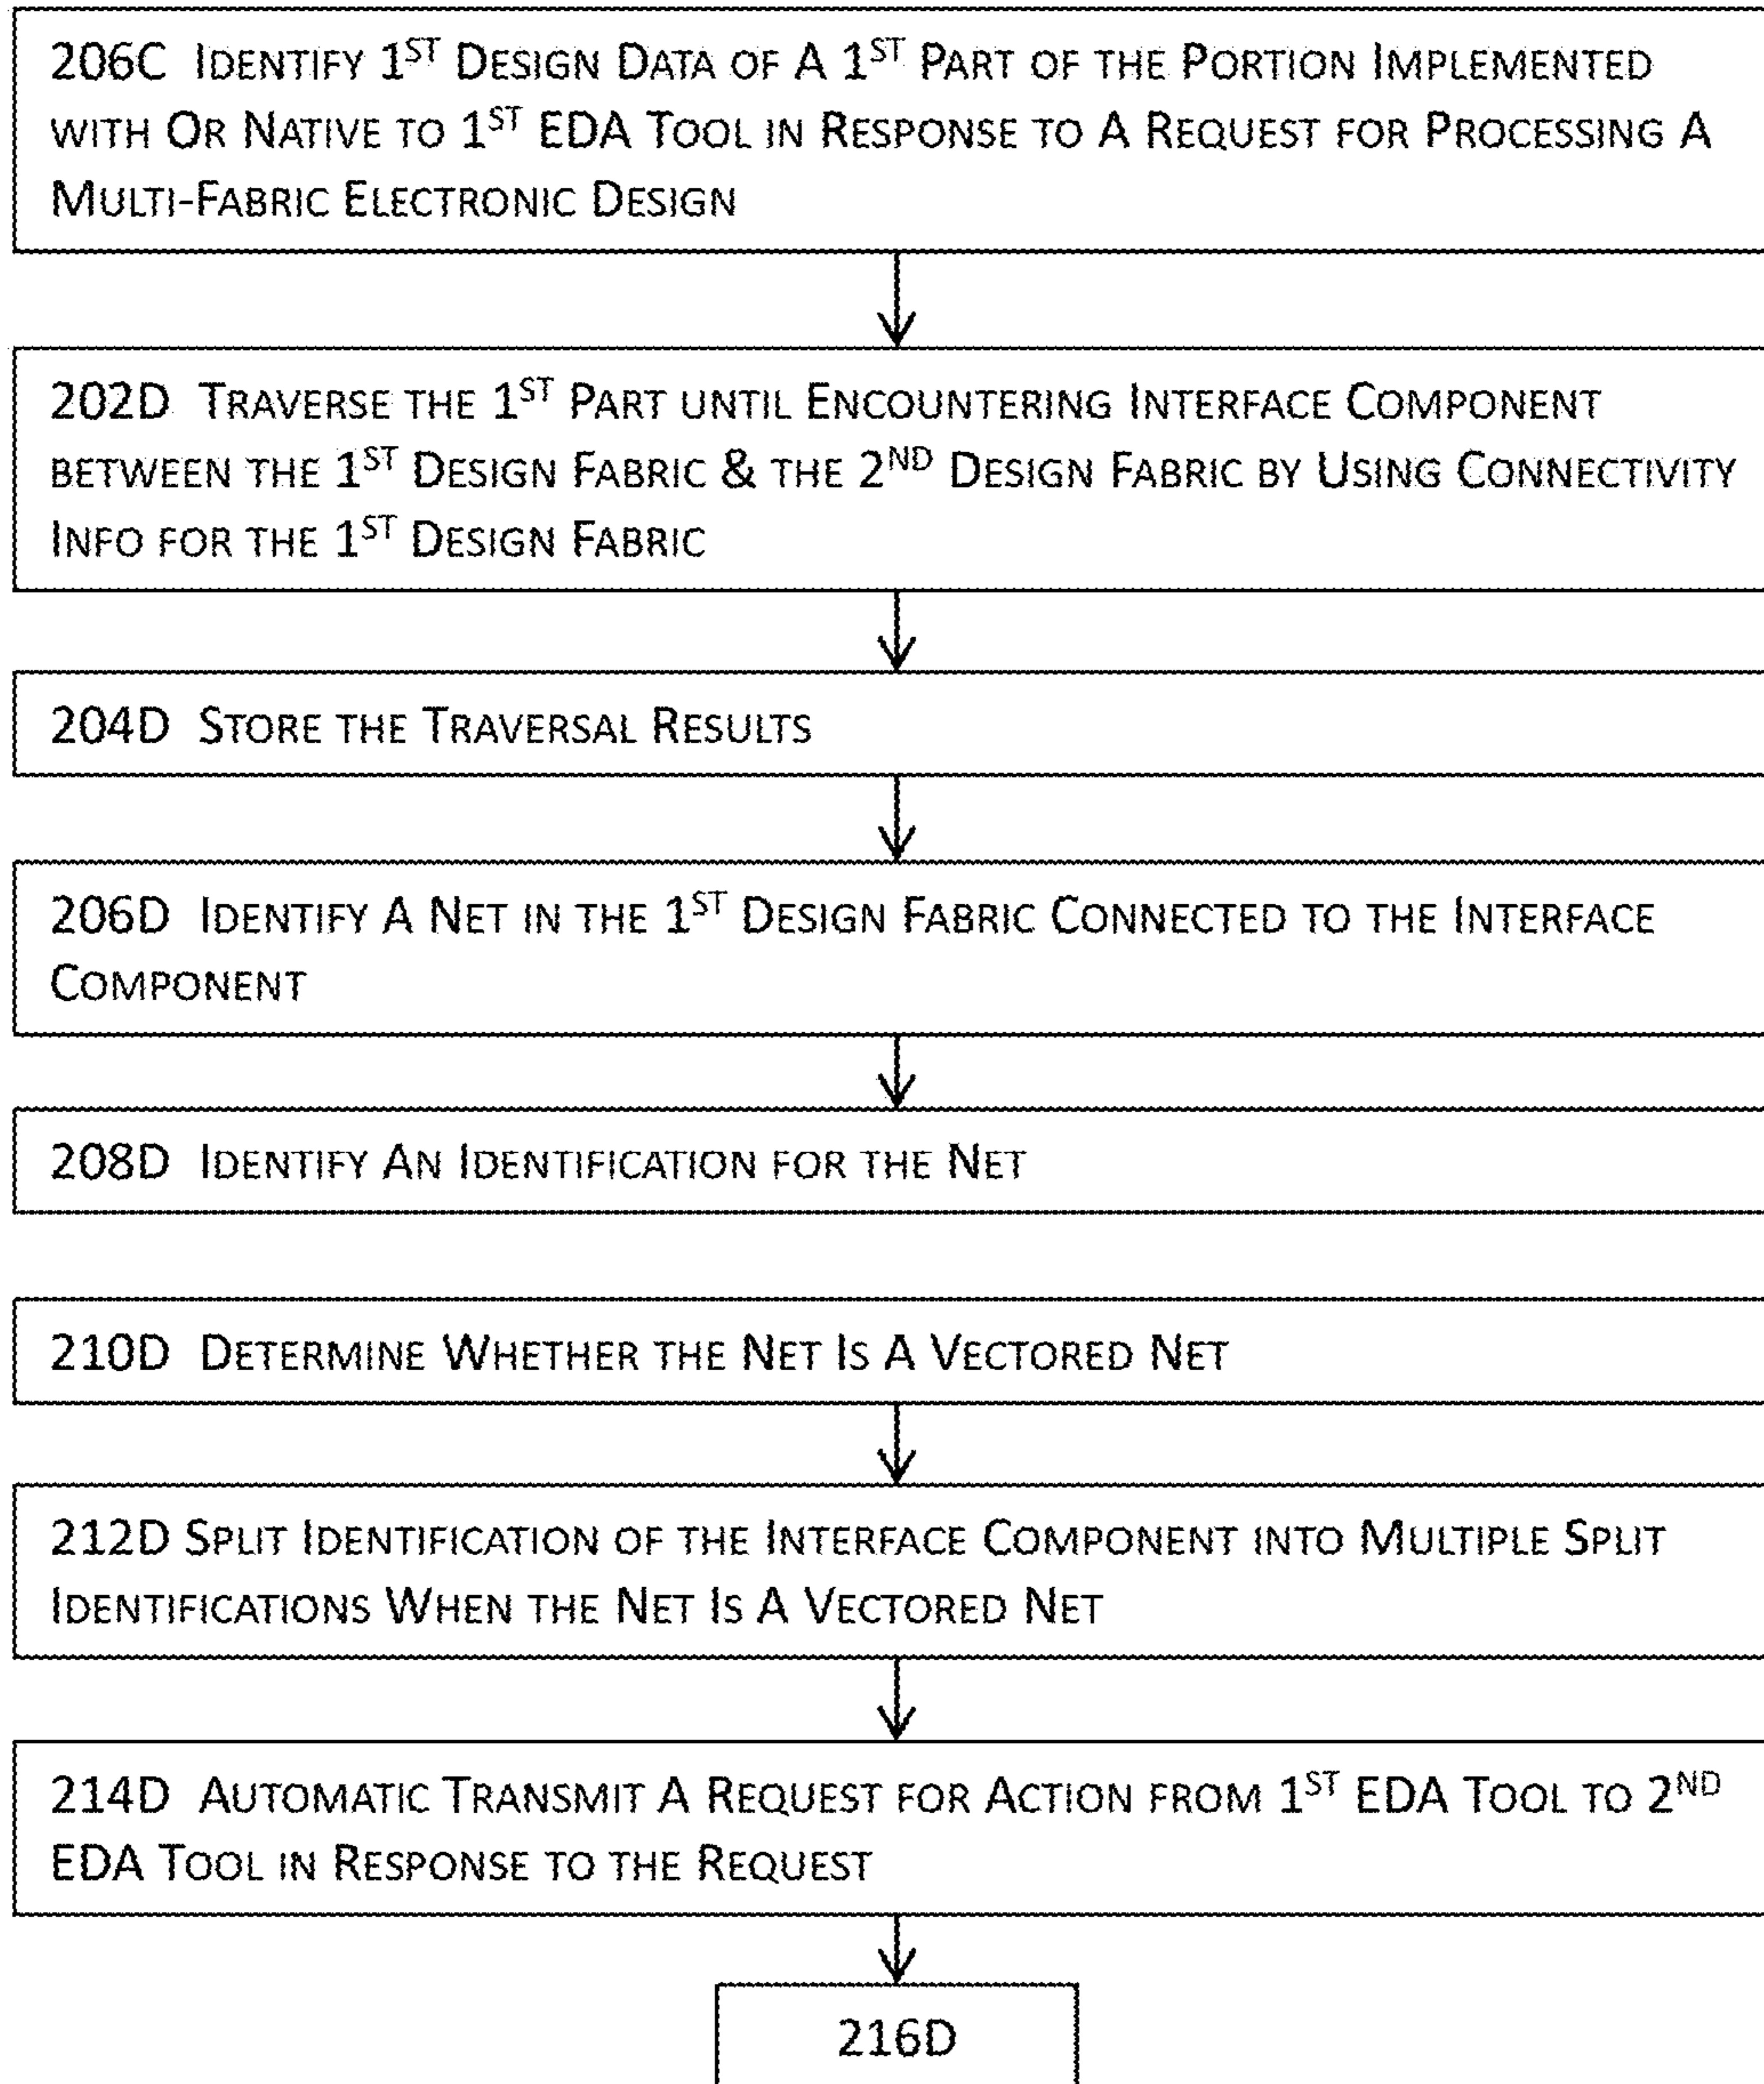 206C Identify 1st Design Data of A 1st Part of the Portion Implemented
with Or Native to 1st EDA Tool in Response to A Request for Processing A
Multi-Fabric Electronic Design
202D Traverse the 1st Part until Encountering Interface Component
between the 1st Design Fabric & the 2nd Design Fabric by Using Connectivity
Info for the 1st Design Fabric
204D Store the Traversal Results
206D Identify A Net in the 1st Design Fabric Connected to the Interface
Component
208D Identify An Identification for the Net
210D Determine Whether the Net Is A Vectored Net
212D Split Identification of the Interface Component into Multiple Split
Identifications When the Net Is A Vectored Net
214D Automatic Transmit A Request for Action from 1st EDA Tool to 2nd
EDA Tool in Response to the Request
216D